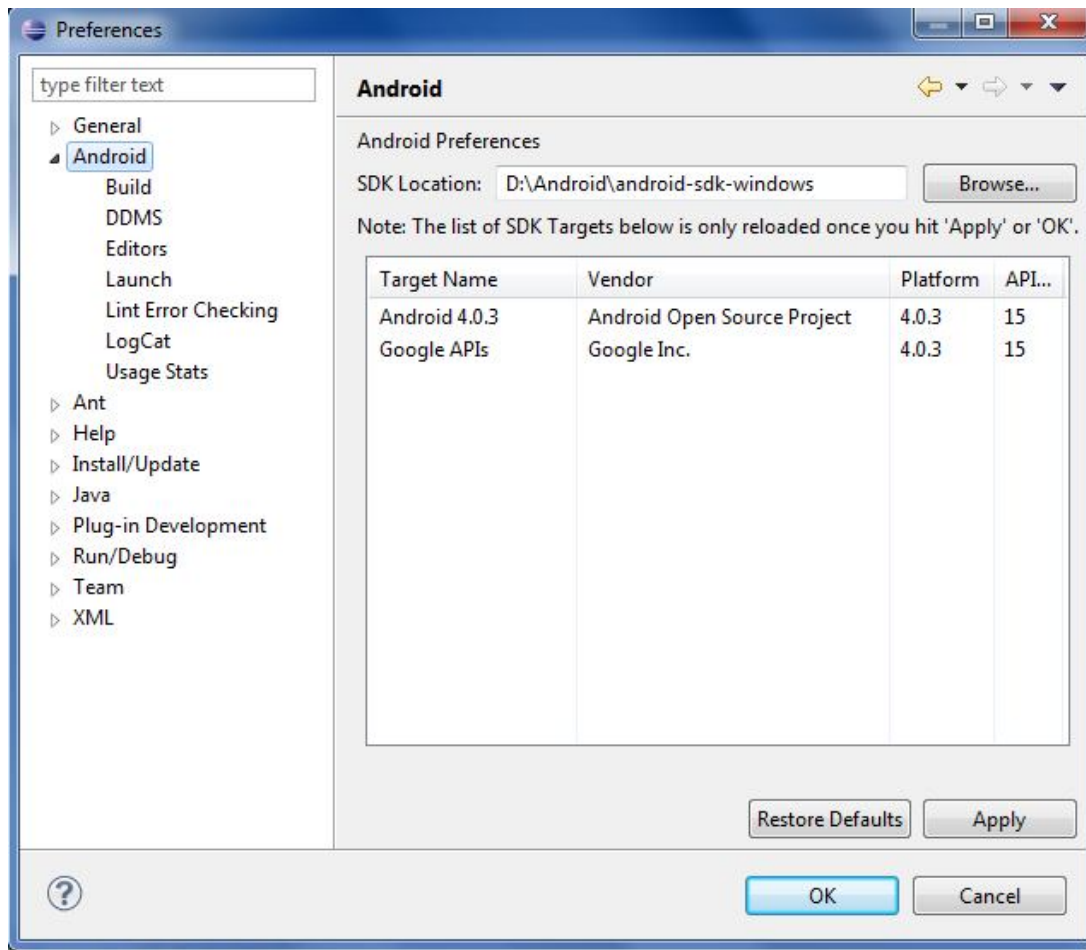 Preferences
type filter text
General
Android
Build
DDMS
Editors
Launch
Lint Error Checking
LogCat
Usage Stats
Ant
Help
Install/Update
Java
Plug-in Development
Run/Debug
Team
XML
Android
Android Preferences
SDK Location: D:\Android\android-sdk-windows Browse...
Note: The list of SDK Targets below is only reloaded once you hit 'Apply' or 'OK'.
Target Name Vendor Platform API...
Android 4.0.3 Android Open Source Project 4.0.3 15
Google APIs Google Inc. 4.0.3 15
Restore Defaults Apply
OK Cancel